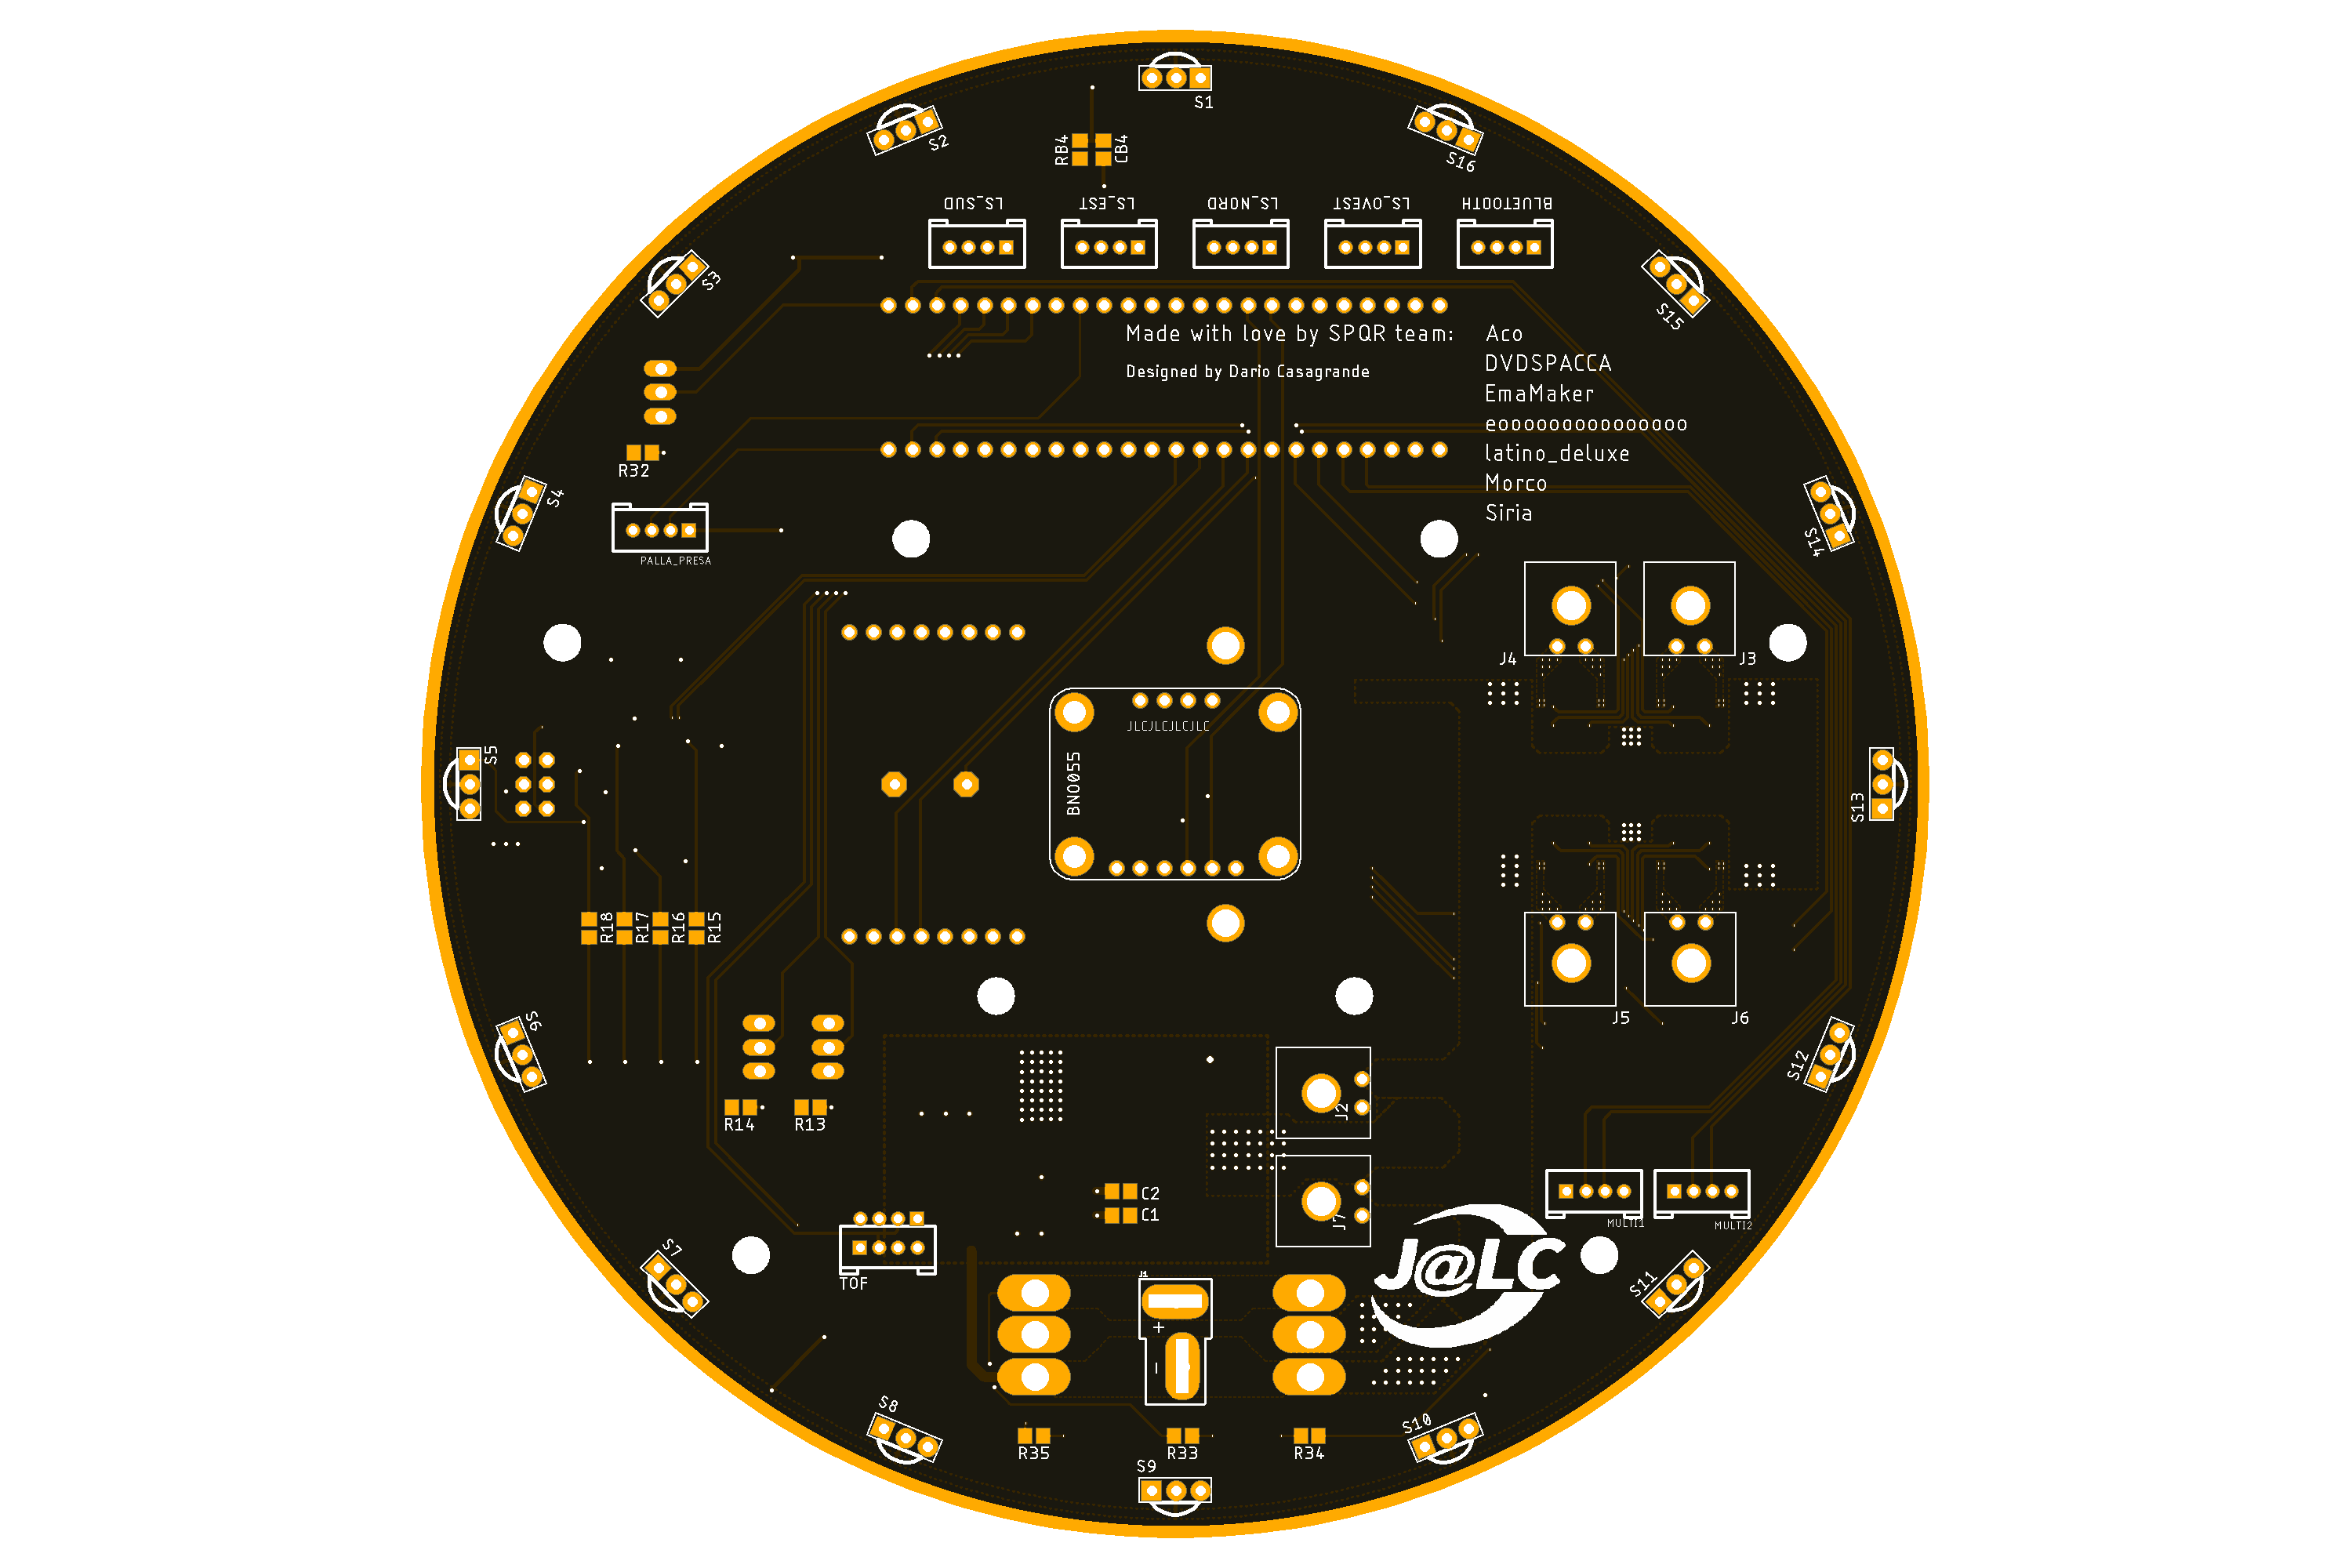 S1
S2
S16
RB4
CB4
LS_SUD
LS_EST
LS_NORD
LS_OVEST
BLUETOOTH
S3
S15
Made with love by SPQR team:
Designed by Dario Casagrande
Aco
DVDSPACCA
EmaMaker
eooooooooooooooo
latino_deluxe
Morco
Siria
R32
S4
S14
PALLA_PRESA
J4
J3
JLCJLCJLCJLC
BNO055
S5
S13
R18
R17
R16
R15
J5
J6
S6
S12
R14
R13
J2
C2
C1
J7
MULTI1
MULTI2
S7
TOF
J1
+
-
J@LC
S11
S8
S10
R35
R33
R34
S9